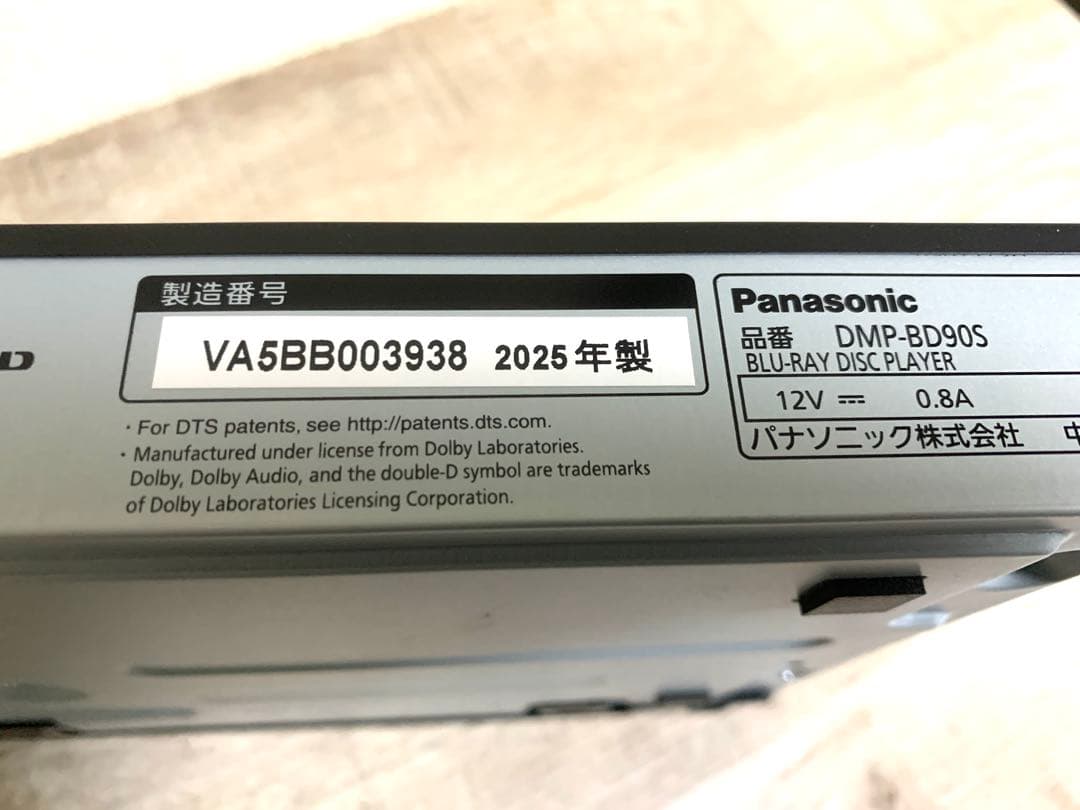 製造番号
VA5BB003938 2025年製
・For DTS patents, see http://patents.dts.com.
・Manufactured under license from Dolby Laboratories.
Dolby, Dolby Audio, and the double-D symbol are trademarks
of Dolby Laboratories Licensing Corporation.
Panasonic
品番 DMP-BD90S
BLU-RAY DISC PLAYER
12V ⎓ 0.8A
パナソニック株式会社 中